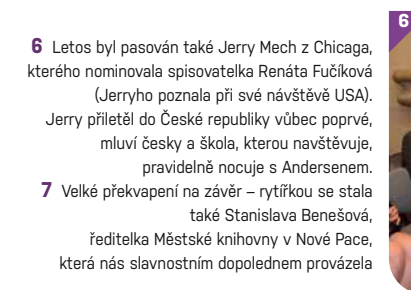 6
6 Letos byl pasován také Jerry Mech z Chicaga,
kterého nominovala spisovatelka Renáta Fučíková
(Jerryho poznala při své návštěvě USA).
Jerry přiletěl do České republiky vůbec poprvé,
mluví česky a škola, kterou navštěvuje,
pravidelně nocuje s Andersenem.
7 Velké překvapení na závěr – rytířkou se stala
také Stanislava Benešová,
ředitelka Městské knihovny v Nové Pace,
která nás slavnostním dopolednem provázela